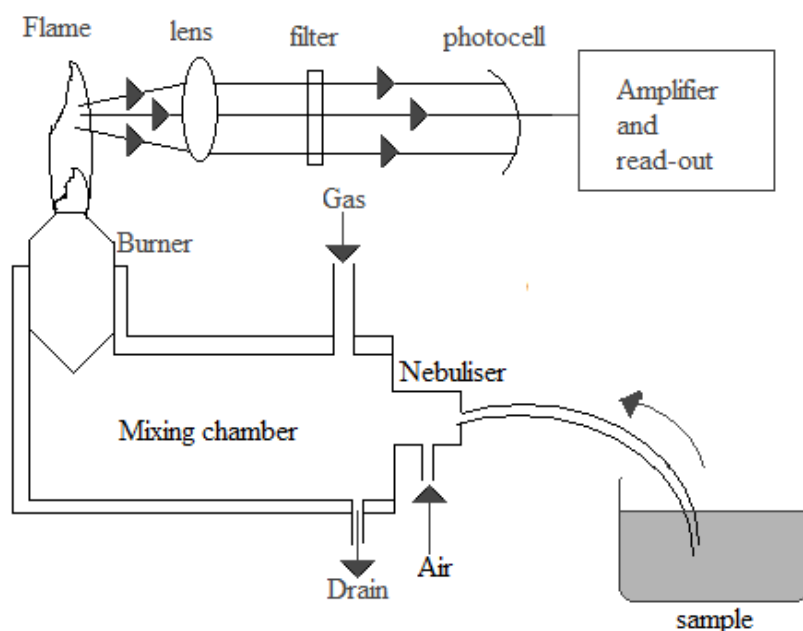 Flame
lens
filter
photocell
Amplifier
and
read-out
Gas
Burner
Nebuliser
Mixing chamber
Air
Drain
sample